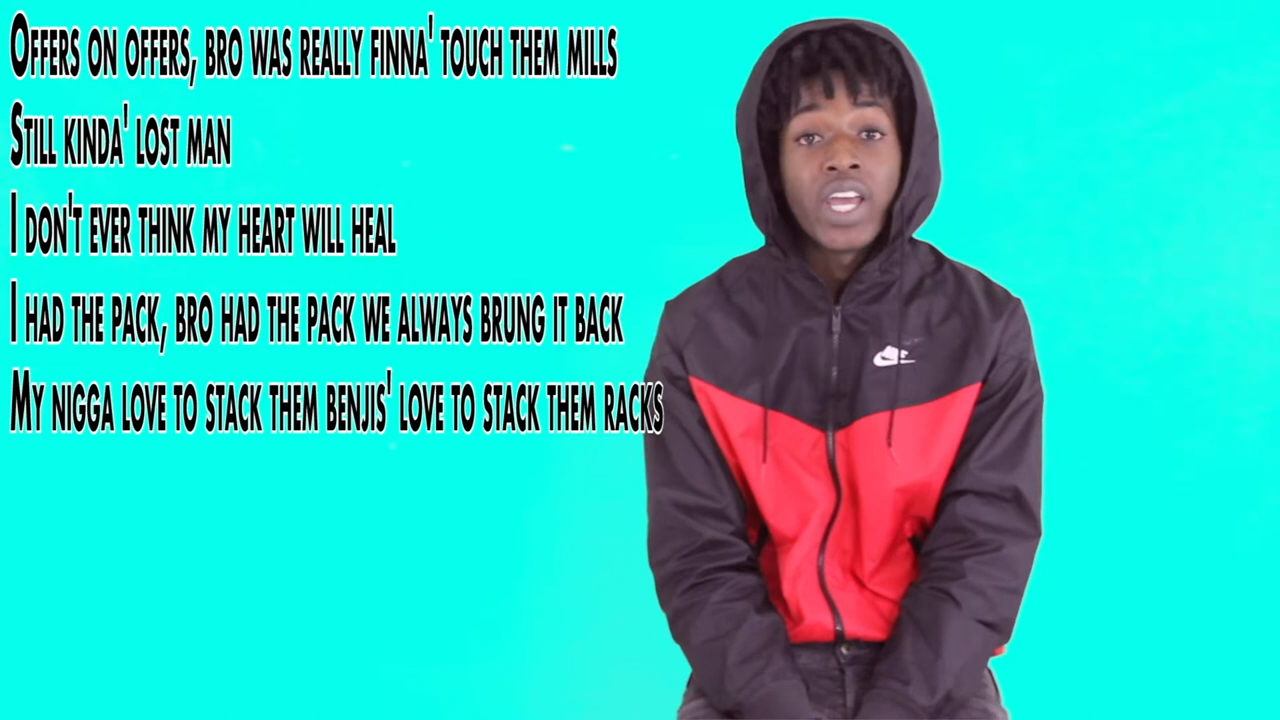 Offers on offers, bro was really finna' touch them mills
Still kinda' lost man
I don't ever think my heart will heal
I had the pack, bro had the pack we always brung it back
My nigga love to stack them benjis' love to stack them racks